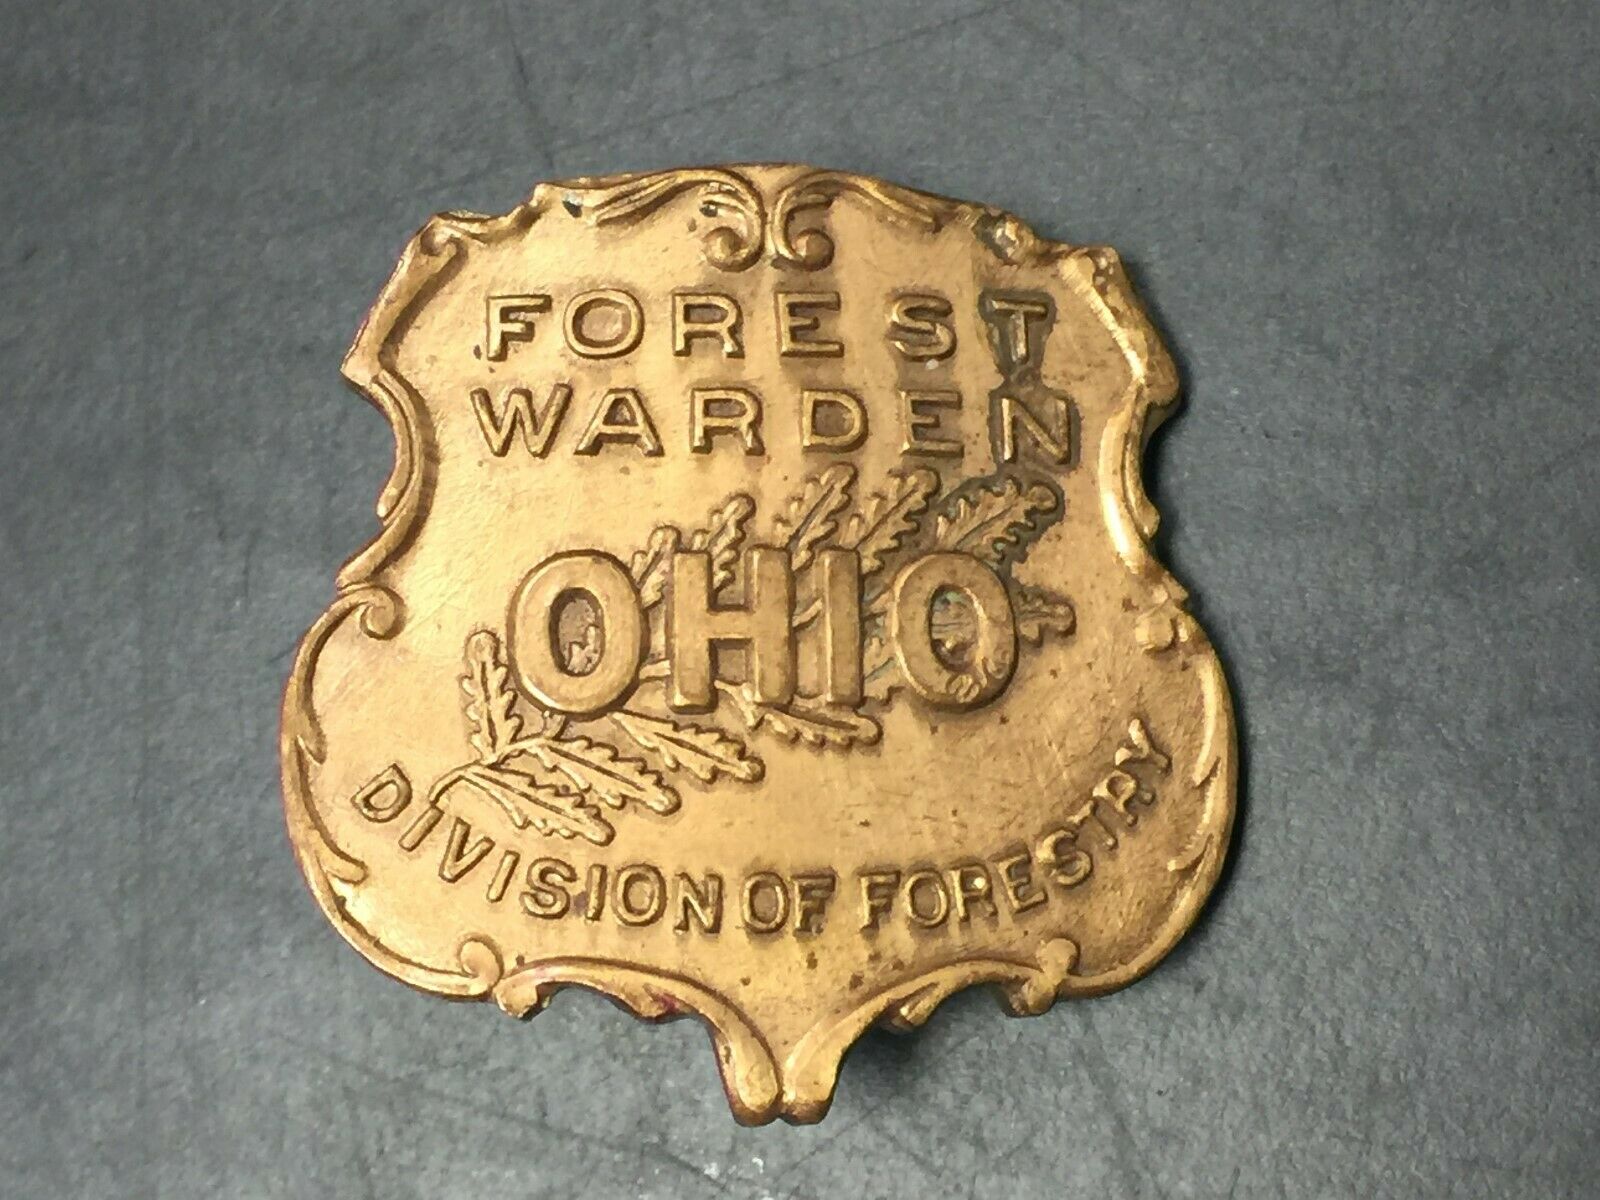 FOREST
WARDEN
OHIO
DIVISION OF FORESTRY